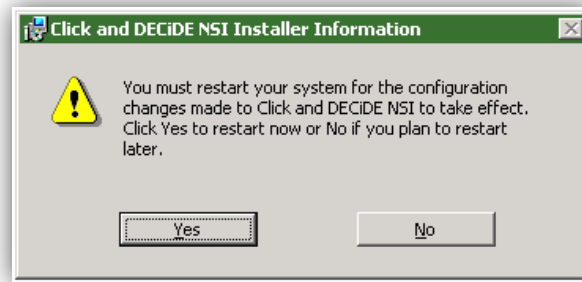 Click and DECiDE NSI Installer Information
You must restart your system for the configuration
changes made to Click and DECiDE NSI to take effect.
Click Yes to restart now or No if you plan to restart
later.
Yes
No